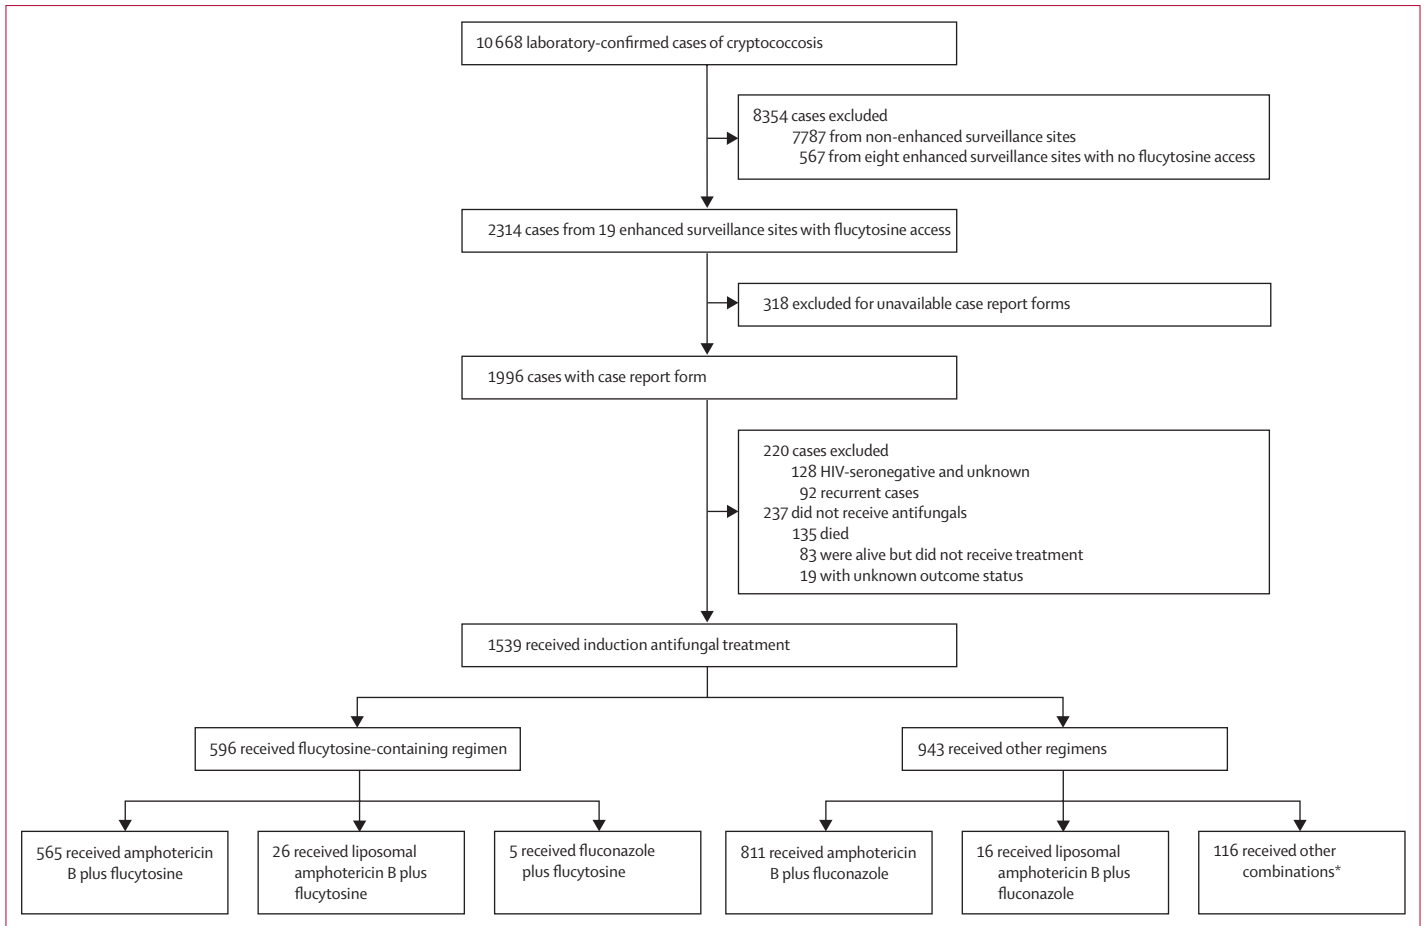 10 668 laboratory-confirmed cases of cryptococcosis
8354 cases excluded
7787 from non-enhanced surveillance sites
567 from eight enhanced surveillance sites with no flucytosine access
2314 cases from 19 enhanced surveillance sites with flucytosine access
318 excluded for unavailable case report forms
1996 cases with case report form
220 cases excluded
128 HIV-seronegative and unknown
92 recurrent cases
237 did not receive antifungals
135 died
83 were alive but did not receive treatment
19 with unknown outcome status
1539 received induction antifungal treatment
596 received flucytosine-containing regimen
943 received other regimens
565 received amphotericin
B plus flucytosine
26 received liposomal
amphotericin B plus
flucytosine
5 received fluconazole
plus flucytosine
811 received amphotericin
B plus fluconazole
16 received liposomal
amphotericin B plus
fluconazole
116 received other
combinations*